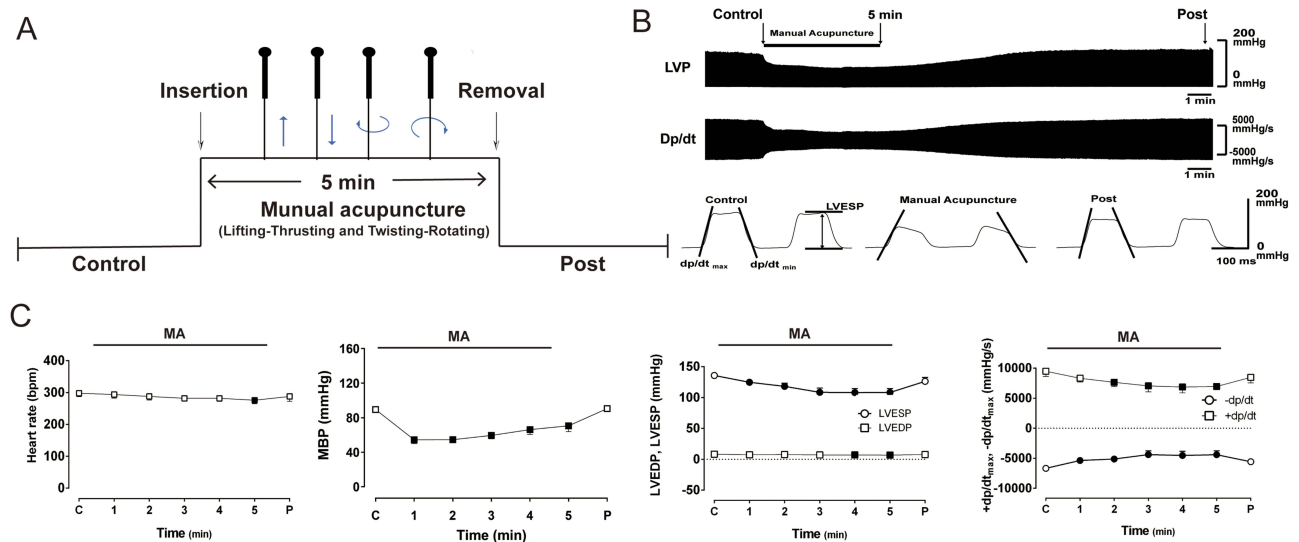 A
Insertion
Removal
5 min
Munual acupuncture
(Lifting-Thrusting and Twisting-Rotating)
Control
Post
B
Control
5 min
Post
Manual Acupuncture
LVP
200
mmHg
0
mmHg
1 min
Dp/dt
5000
mmHg/s
-5000
mmHg/s
1 min
Control
LVESP
Manual Acupuncture
Post
200
mmHg
0
mmHg
dp/dt max
dp/dt min
100 ms
C
MA
Heart rate (bpm)
400
300
200
100
0
C 1 2 3 4 5 P
Time (min)
MA
MBP (mmHg)
160
120
80
40
0
C 1 2 3 4 5 P
Time (min)
MA
LVEDP, LVESP (mmHg)
150
100
50
0
-50
LVESP
LVEDP
C 1 2 3 4 5 P
Time (min)
MA
+dp/dtmax, -dp/dtmax (mmHg/s)
10000
5000
0
-5000
-10000
-dp/dt
+dp/dt
C 1 2 3 4 5 P
Time (min)